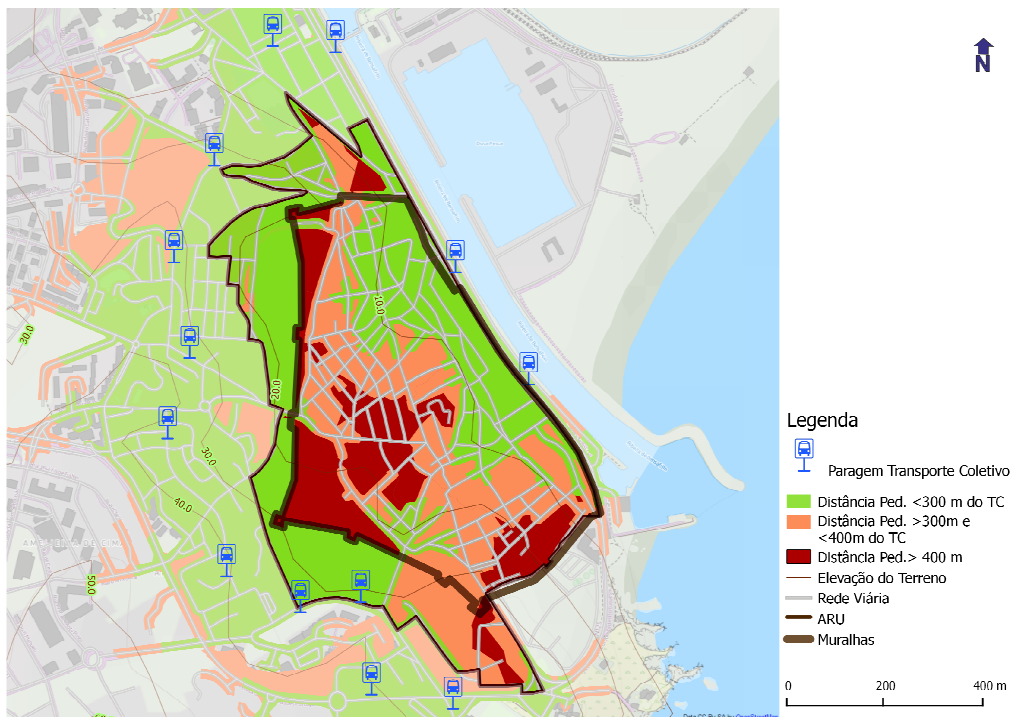 N
30.0
10.0
20.0
30.0
40.0
50.0
Legenda
Paragem Transporte Coletivo
Distância Ped. <300 m do TC
Distância Ped. >300m e
<400m do TC
Distância Ped.> 400 m
Elevação do Terreno
Rede Viária
ARU
Muralhas
0 200 400 m